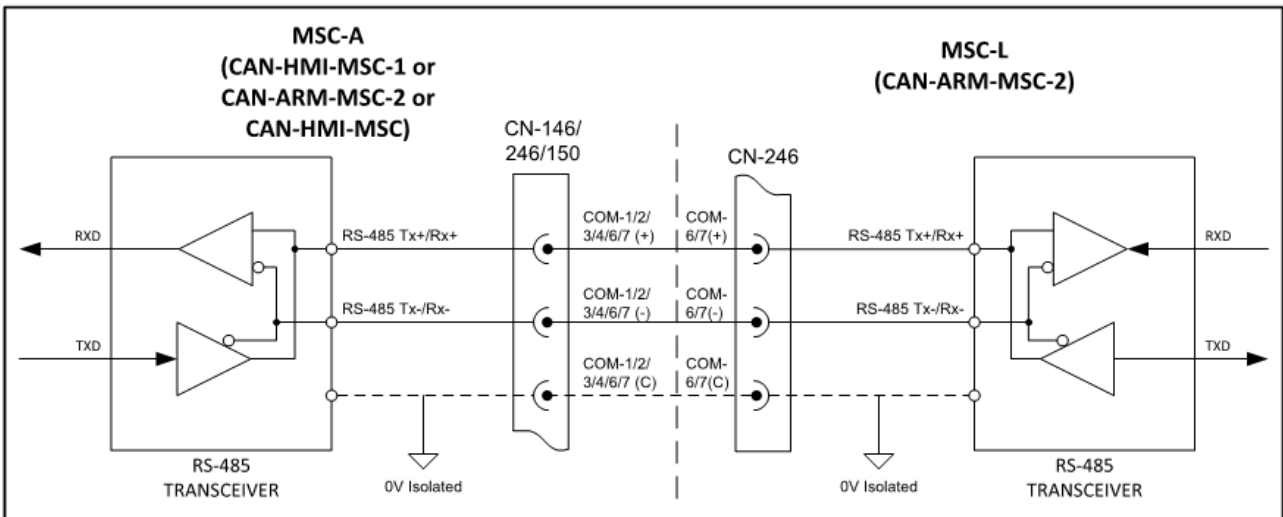 MSC-A
(CAN-HMI-MSC-1 or
CAN-ARM-MSC-2 or
CAN-HMI-MSC)
MSC-L
(CAN-ARM-MSC-2)
CN-146/
246/150
CN-246
RXD
RS-485 Tx+/Rx+
COM-1/2/
3/4/6/7 (+)
COM-
6/7(+)
RS-485 Tx+/Rx+
RXD
RS-485 Tx-/Rx-
COM-1/2/
3/4/6/7 (-)
COM-
6/7(-)
RS-485 Tx-/Rx-
TXD
COM-1/2/
3/4/6/7 (C)
COM-
6/7(C)
TXD
RS-485
TRANSCEIVER
0V Isolated
0V Isolated
RS-485
TRANSCEIVER